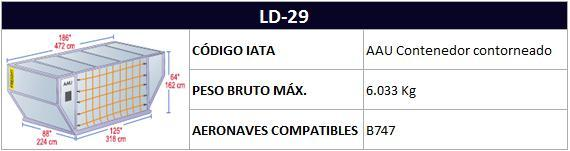 LD-29
186"
472 cm
AAU
64"
162 cm
88"
224 cm
125"
318 cm
CÓDIGO IATA
AAU Contenedor contorneado
PESO BRUTO MÁX.
6.033 Kg
AERONAVES COMPATIBLES
B747